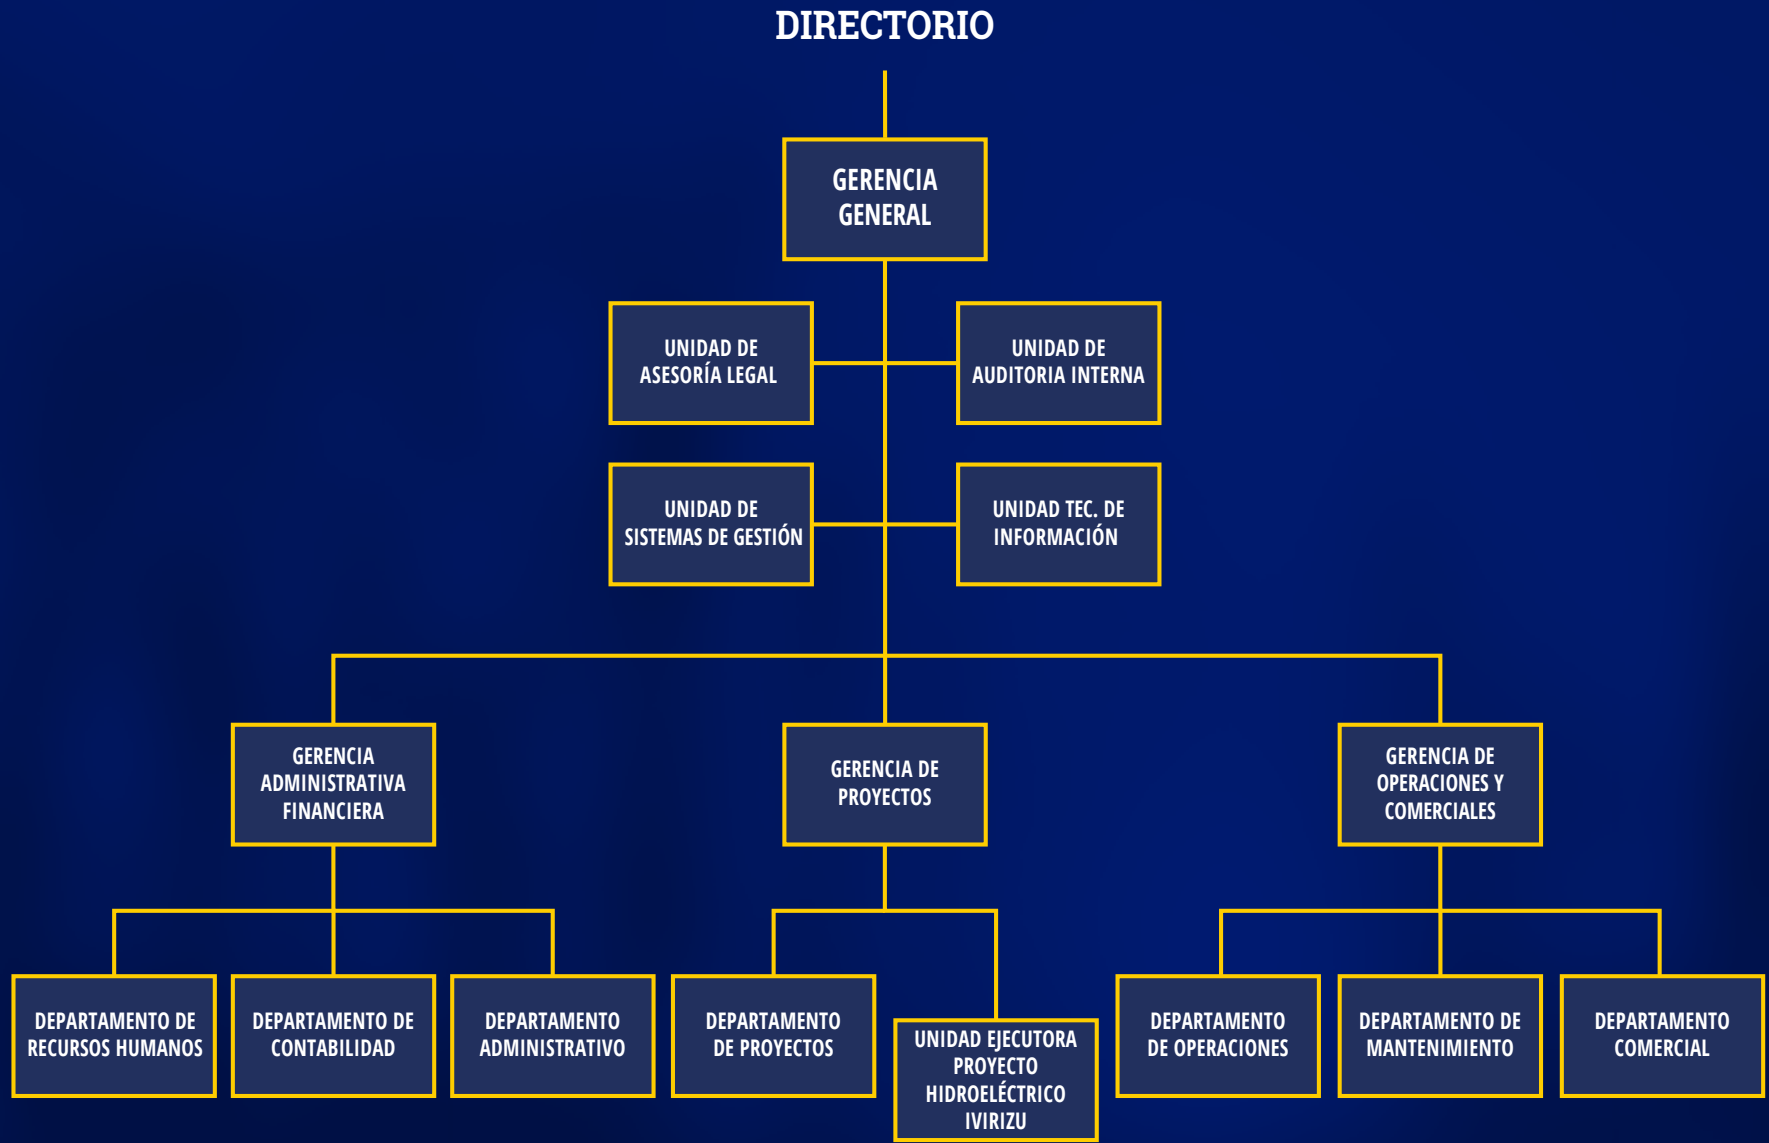 DIRECTORIO
GERENCIA
GENERAL
UNIDAD DE
ASESORÍA LEGAL
UNIDAD DE
AUDITORIA INTERNA
UNIDAD DE
SISTEMAS DE GESTIÓN
UNIDAD TEC. DE
INFORMACIÓN
GERENCIA
ADMINISTRATIVA
FINANCIERA
GERENCIA DE
PROYECTOS
GERENCIA DE
OPERACIONES Y
COMERCIALES
DEPARTAMENTO DE
RECURSOS HUMANOS
DEPARTAMENTO DE
CONTABILIDAD
DEPARTAMENTO
ADMINISTRATIVO
DEPARTAMENTO
DE PROYECTOS
UNIDAD EJECUTORA
PROYECTO
HIDROELÉCTRICO
IVIRIZU
DEPARTAMENTO
DE OPERACIONES
DEPARTAMENTO DE
MANTENIMIENTO
DEPARTAMENTO
COMERCIAL